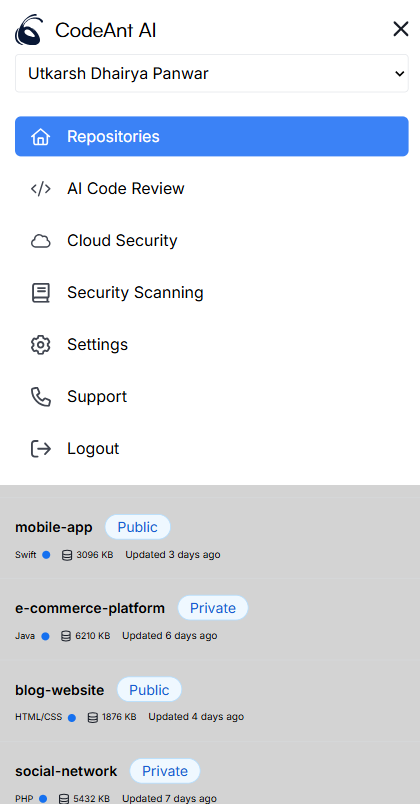 CodeAnt AI
Utkarsh Dhairya Panwar
Repositories
AI Code Review
Cloud Security
Security Scanning
Settings
Support
Logout
mobile-app Public
Swift 3096 KB Updated 3 days ago
e-commerce-platform Private
Java 6210 KB Updated 6 days ago
blog-website Public
HTML/CSS 1876 KB Updated 4 days ago
social-network Private
PHP 5432 KB Updated 7 days ago